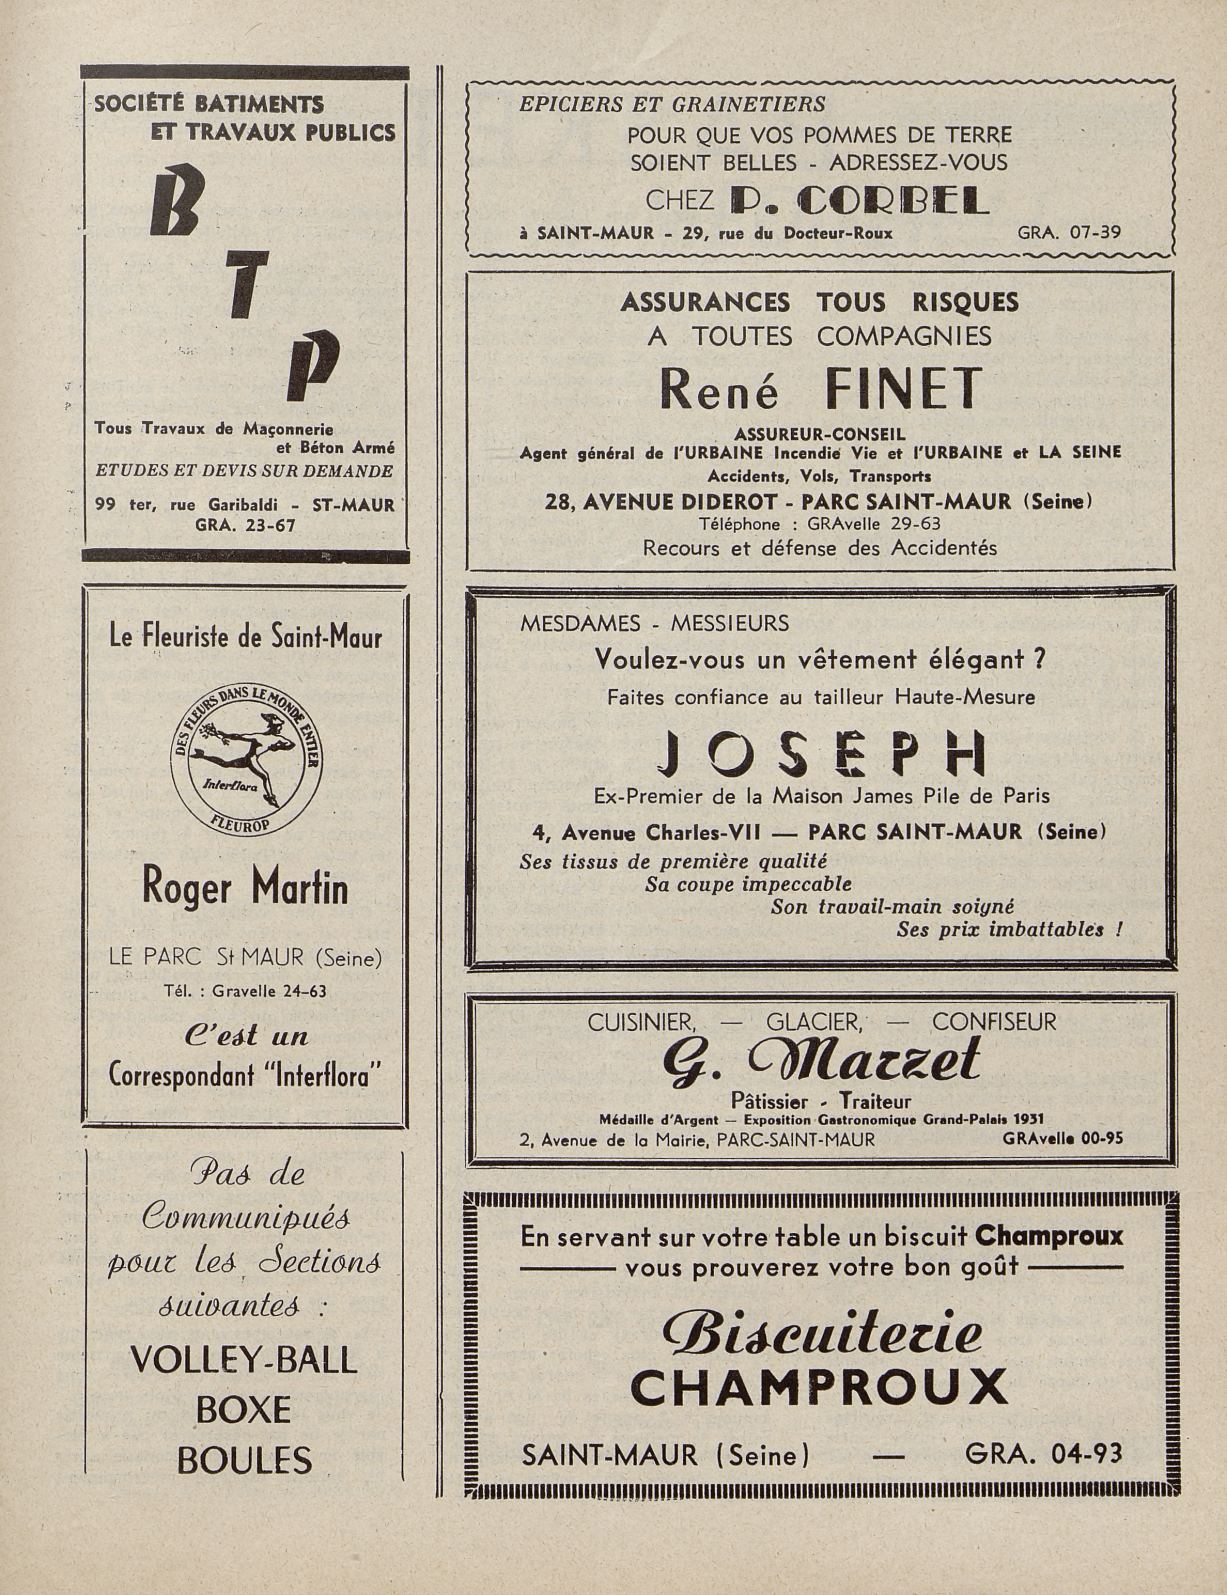 SOCIÉTÉ BATIMENTS
ET TRAVAUX PUBLICS
B
T
P
Tous Travaux de Maçonnerie
et Béton Armé
ETUDES ET DEVIS SUR DEMANDE
99 ter, rue Garibaldi - ST-MAUR
GRA. 23-67
Le Fleuriste de Saint-Maur
DES FLEURS DANS LE MONDE ENTIER
Interflora
FLEUROP
Roger Martin
LE PARC St MAUR (Seine)
Tél. : Gravelle 24-63
C'est un
Correspondant "Interflora"
Pas de
Communipués
pour les Sections
suivantes :
VOLLEY-BALL
BOXE
BOULES
EPICIERS ET GRAINETIERS
POUR QUE VOS POMMES DE TERRE
SOIENT BELLES - ADRESSEZ-VOUS
CHEZ P. CORBEL
à SAINT-MAUR - 29, rue du Docteur-Roux GRA. 07-39
ASSURANCES TOUS RISQUES
A TOUTES COMPAGNIES
René FINET
ASSUREUR-CONSEIL
Agent général de l'URBAINE Incendie Vie et l'URBAINE et LA SEINE
Accidents, Vols, Transports
28, AVENUE DIDEROT - PARC SAINT-MAUR (Seine)
Téléphone : GRAvelle 29-63
Recours et défense des Accidentés
MESDAMES - MESSIEURS
Voulez-vous un vêtement élégant ?
Faites confiance au tailleur Haute-Mesure
JOSEPH
Ex-Premier de la Maison James Pile de Paris
4, Avenue Charles-VII — PARC SAINT-MAUR (Seine)
Ses tissus de première qualité
Sa coupe impeccable
Son travail-main soigné
Ses prix imbattables !
CUISINIER, — GLACIER, — CONFISEUR
G. Marzet
Pâtissier - Traiteur
Médaille d'Argent — Exposition Gastronomique Grand-Palais 1931
2, Avenue de la Mairie, PARC-SAINT-MAUR GRAvelle 00-95
En servant sur votre table un biscuit Champroux
vous prouverez votre bon goût
Biscuiterie
CHAMPROUX
SAINT-MAUR (Seine) — GRA. 04-93